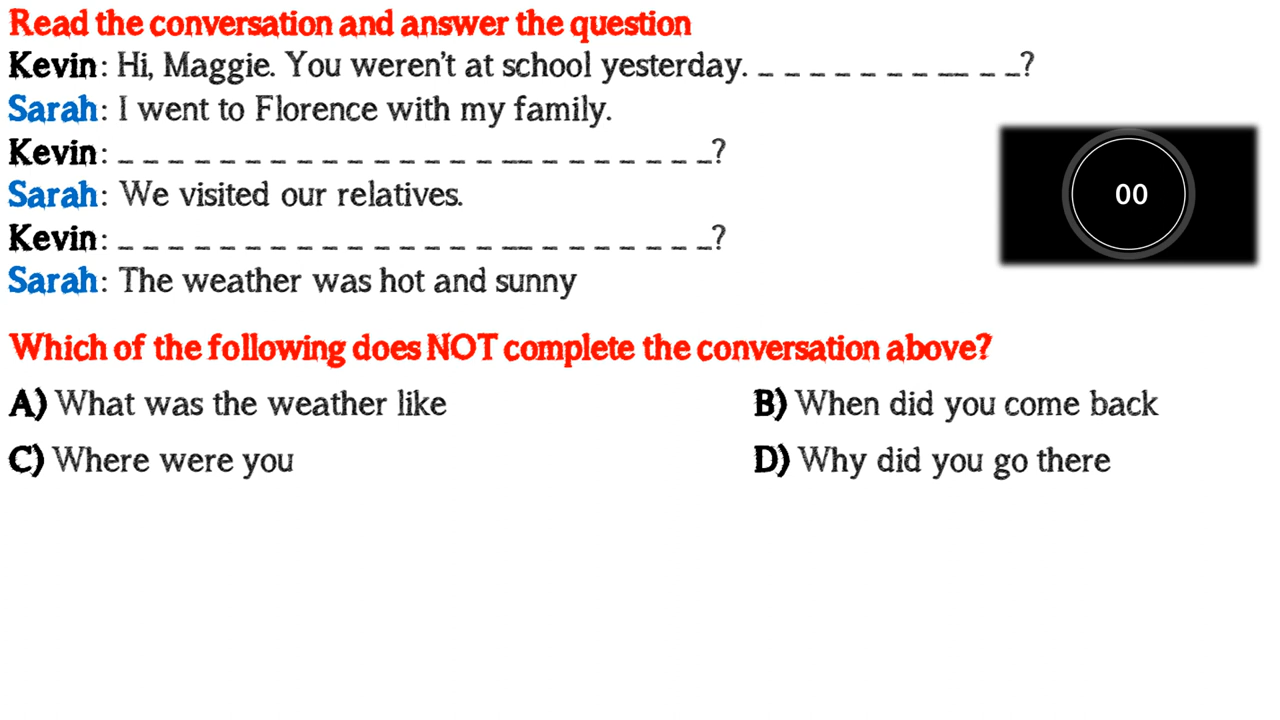 Read the conversation and answer the question
Kevin: Hi, Maggie. You weren't at school yesterday. _ _ _ _ _ _ _ __ _ _?
Sarah: I went to Florence with my family.
Kevin: _ _ _ _ _ _ _ _ _ _ _ _ _ _ _ __ _ _ _ _ _ _ _?
Sarah: We visited our relatives.
Kevin: _ _ _ _ _ _ _ _ _ _ _ _ _ _ _ __ _ _ _ _ _ _ _?
Sarah: The weather was hot and sunny
00
Which of the following does NOT complete the conversation above?
A) What was the weather like
B) When did you come back
C) Where were you
D) Why did you go there